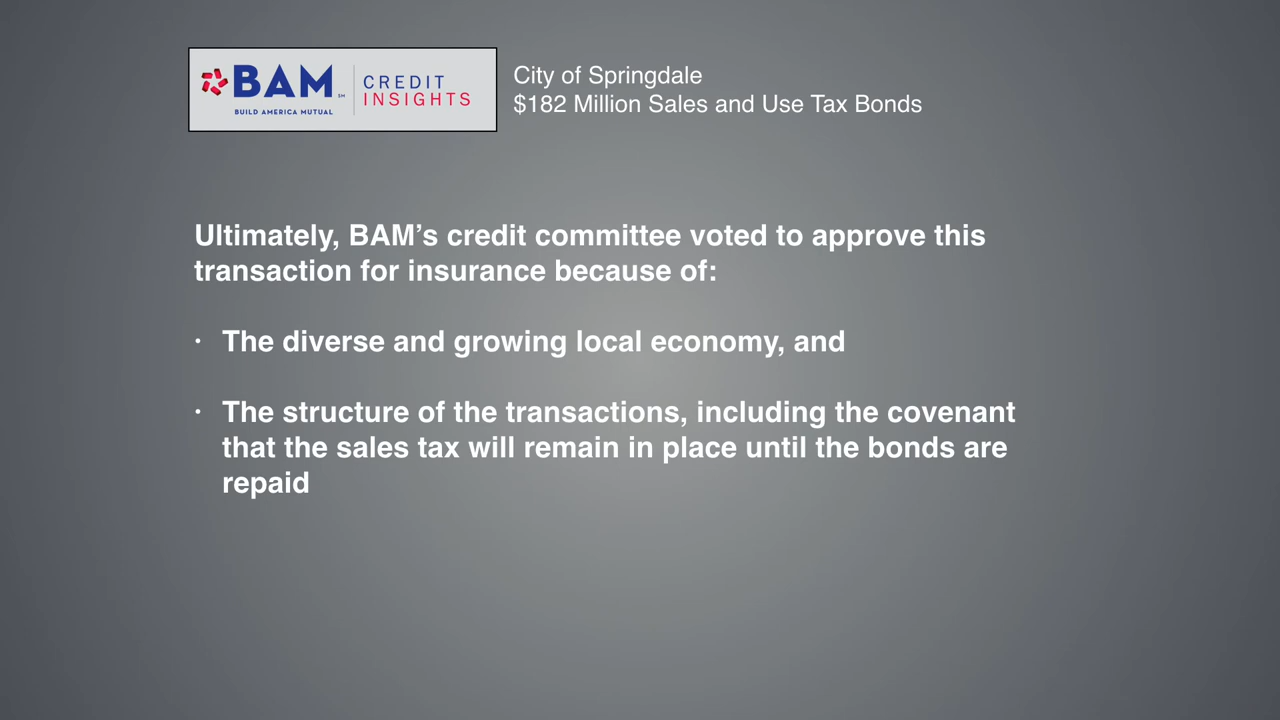 BAM SM
BUILD AMERICA MUTUAL
CREDIT
INSIGHTS
City of Springdale
$182 Million Sales and Use Tax Bonds
Ultimately, BAM’s credit committee voted to approve this
transaction for insurance because of:
• The diverse and growing local economy, and
• The structure of the transactions, including the covenant
that the sales tax will remain in place until the bonds are
repaid